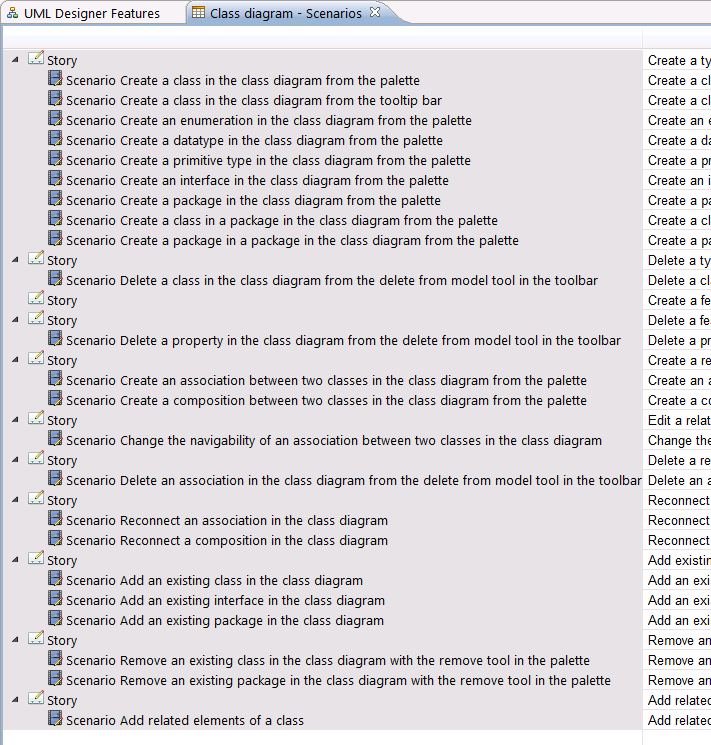 UML Designer Features Class diagram - Scenarios
Story Create a ty
Scenario Create a class in the class diagram from the palette Create a cl
Scenario Create a class in the class diagram from the tooltip bar Create a cl
Scenario Create an enumeration in the class diagram from the palette Create an e
Scenario Create a datatype in the class diagram from the palette Create a da
Scenario Create a primitive type in the class diagram from the palette Create a pr
Scenario Create an interface in the class diagram from the palette Create an i
Scenario Create a package in the class diagram from the palette Create a pa
Scenario Create a class in a package in the class diagram from the palette Create a cl
Scenario Create a package in a package in the class diagram from the palette Create a pa
Story Delete a ty
Scenario Delete a class in the class diagram from the delete from model tool in the toolbar Delete a cl
Story Create a fe
Story Delete a fe
Scenario Delete a property in the class diagram from the delete from model tool in the toolbar Delete a pr
Story Create a re
Scenario Create an association between two classes in the class diagram from the palette Create an a
Scenario Create a composition between two classes in the class diagram from the palette Create a co
Story Edit a relat
Scenario Change the navigability of an association between two classes in the class diagram Change the
Story Delete a re
Scenario Delete an association in the class diagram from the delete from model tool in the toolbar Delete an a
Story Reconnect
Scenario Reconnect an association in the class diagram Reconnect
Scenario Reconnect a composition in the class diagram Reconnect
Story Add existin
Scenario Add an existing class in the class diagram Add an exi
Scenario Add an existing interface in the class diagram Add an exi
Scenario Add an existing package in the class diagram Add an exi
Story Remove an
Scenario Remove an existing class in the class diagram with the remove tool in the palette Remove an
Scenario Remove an existing package in the class diagram with the remove tool in the palette Remove an
Story Add related
Scenario Add related elements of a class Add related